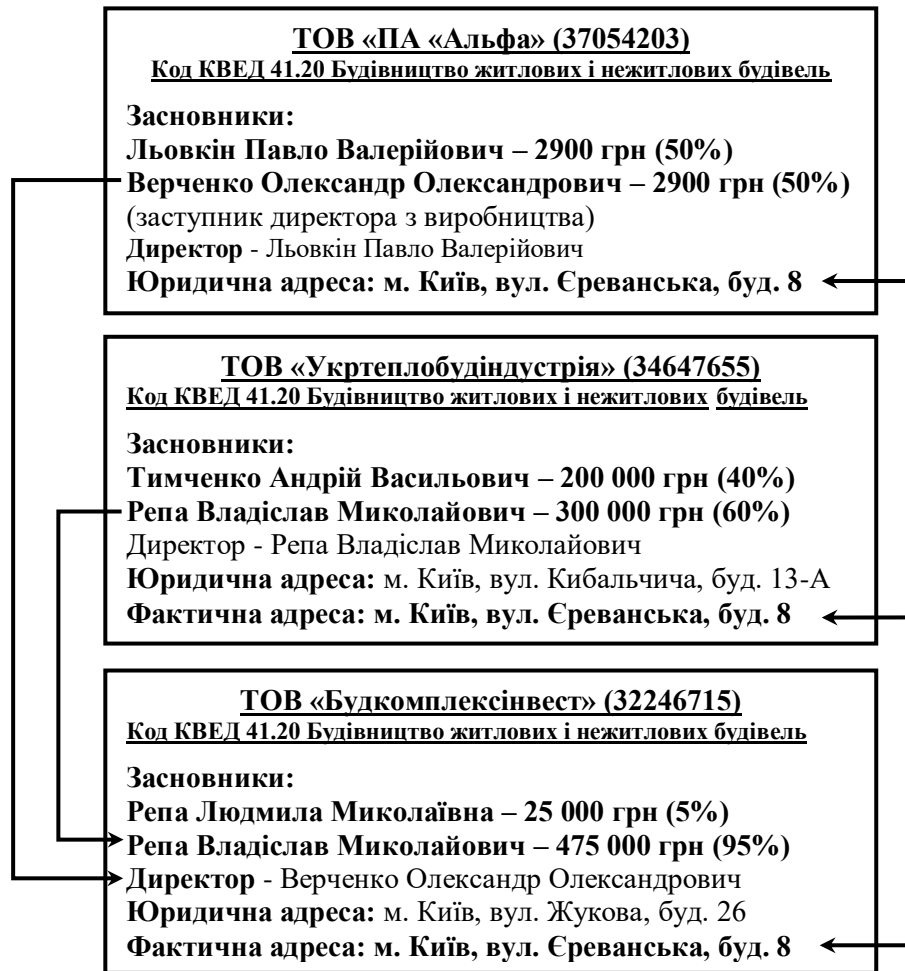 ТОВ «ПА «Альфа» (37054203)
Код КВЕД 41.20 Будівництво житлових і нежитлових будівель
Засновники:
Льовкін Павло Валерійович – 2900 грн (50%)
Верченко Олександр Олександрович – 2900 грн (50%)
(заступник директора з виробництва)
Директор - Льовкін Павло Валерійович
Юридична адреса: м. Київ, вул. Єреванська, буд. 8
ТОВ «Укртеплобудіндустрія» (34647655)
Код КВЕД 41.20 Будівництво житлових і нежитлових будівель
Засновники:
Тимченко Андрій Васильович – 200 000 грн (40%)
Репа Владіслав Миколайович – 300 000 грн (60%)
Директор - Репа Владіслав Миколайович
Юридична адреса: м. Київ, вул. Кибальчича, буд. 13-А
Фактична адреса: м. Київ, вул. Єреванська, буд. 8
ТОВ «Будкомплексінвест» (32246715)
Код КВЕД 41.20 Будівництво житлових і нежитлових будівель
Засновники:
Репа Людмила Миколаївна – 25 000 грн (5%)
Репа Владіслав Миколайович – 475 000 грн (95%)
Директор - Верченко Олександр Олександрович
Юридична адреса: м. Київ, вул. Жукова, буд. 26
Фактична адреса: м. Київ, вул. Єреванська, буд. 8